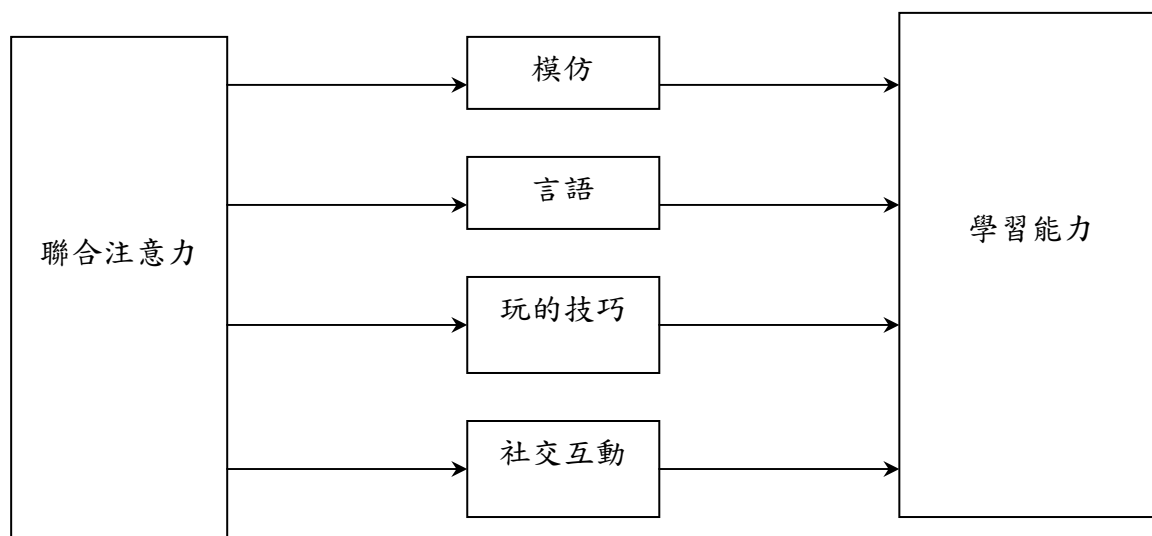 聯合注意力
模仿
言語
玩的技巧
社交互動
學習能力